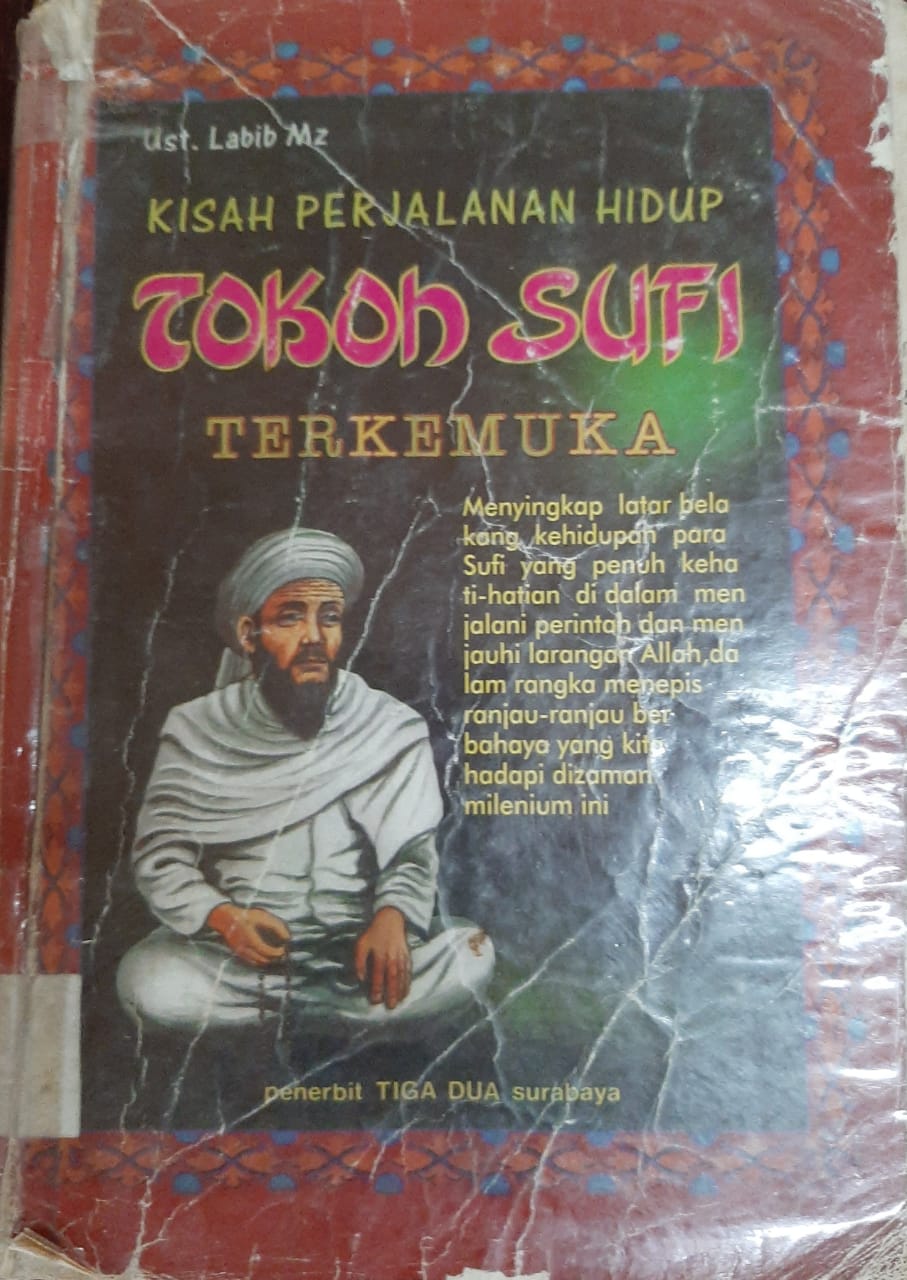 Ust. Labib Mz
KISAH PERJALANAN HIDUP
TOKOH SUFI
TERKEMUKA
Menyingkap latar bela
kang kehidupan para
Sufi yang penuh keha
ti-hatian di dalam men
jalani perintah dan men
jauhi larangan Allah,da
lam rangka menepis
ranjau-ranjau ber-
bahaya yang kita
hadapi dizaman
milenium ini
penerbit TIGA DUA surabaya